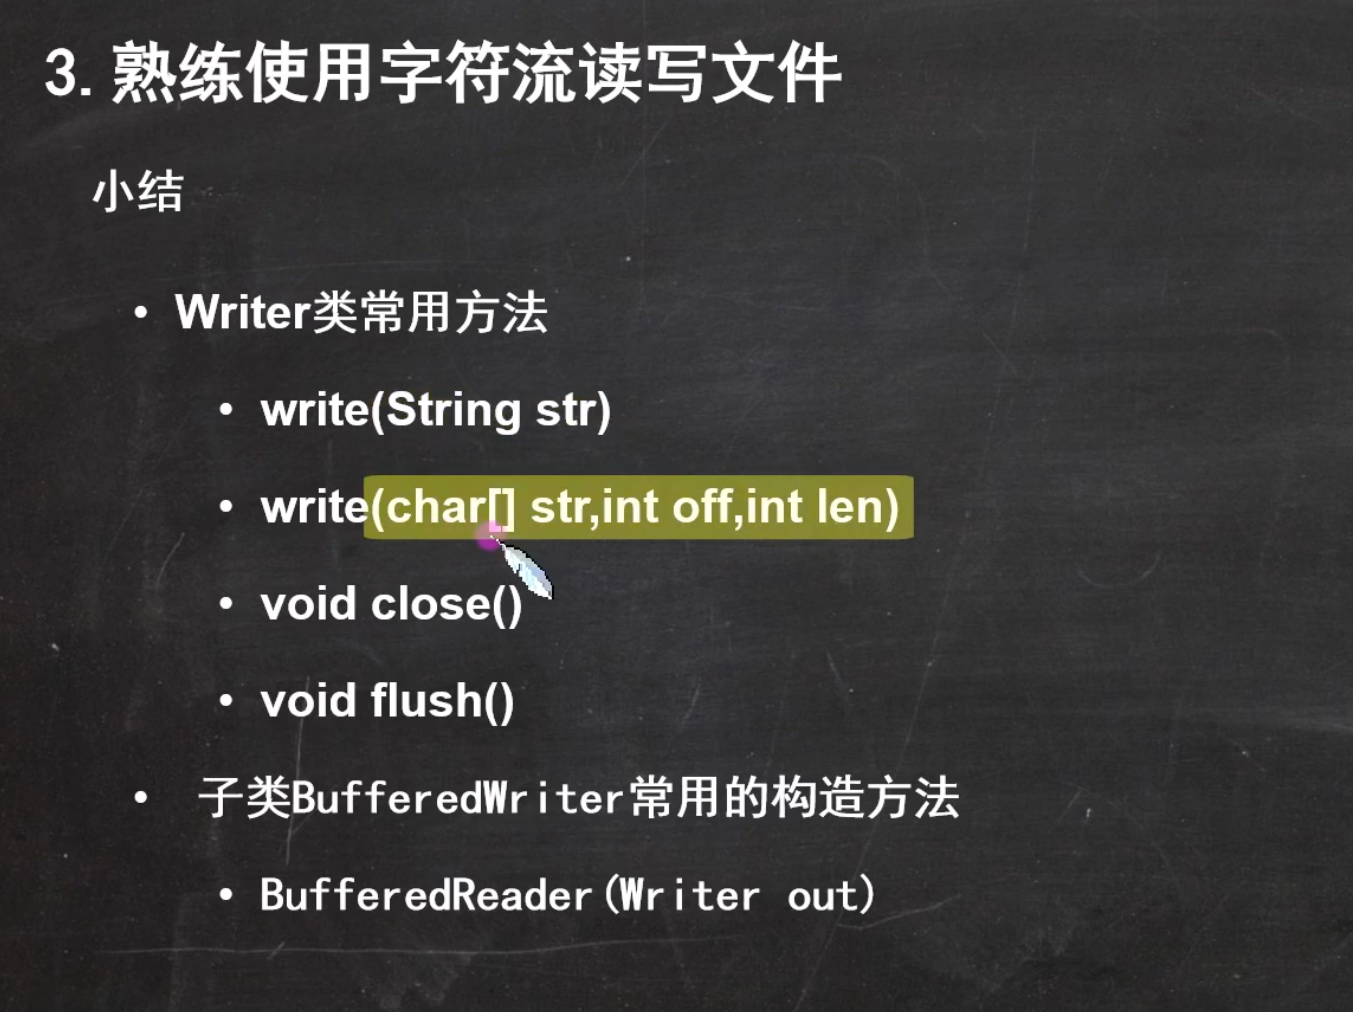 3. 熟练使用字符流读写文件
小结
• Writer类常用方法
• write(String str)
• write(char[] str,int off,int len)
• void close()
• void flush()
• 子类BufferedWriter常用的构造方法
• BufferedReader(Writer out)